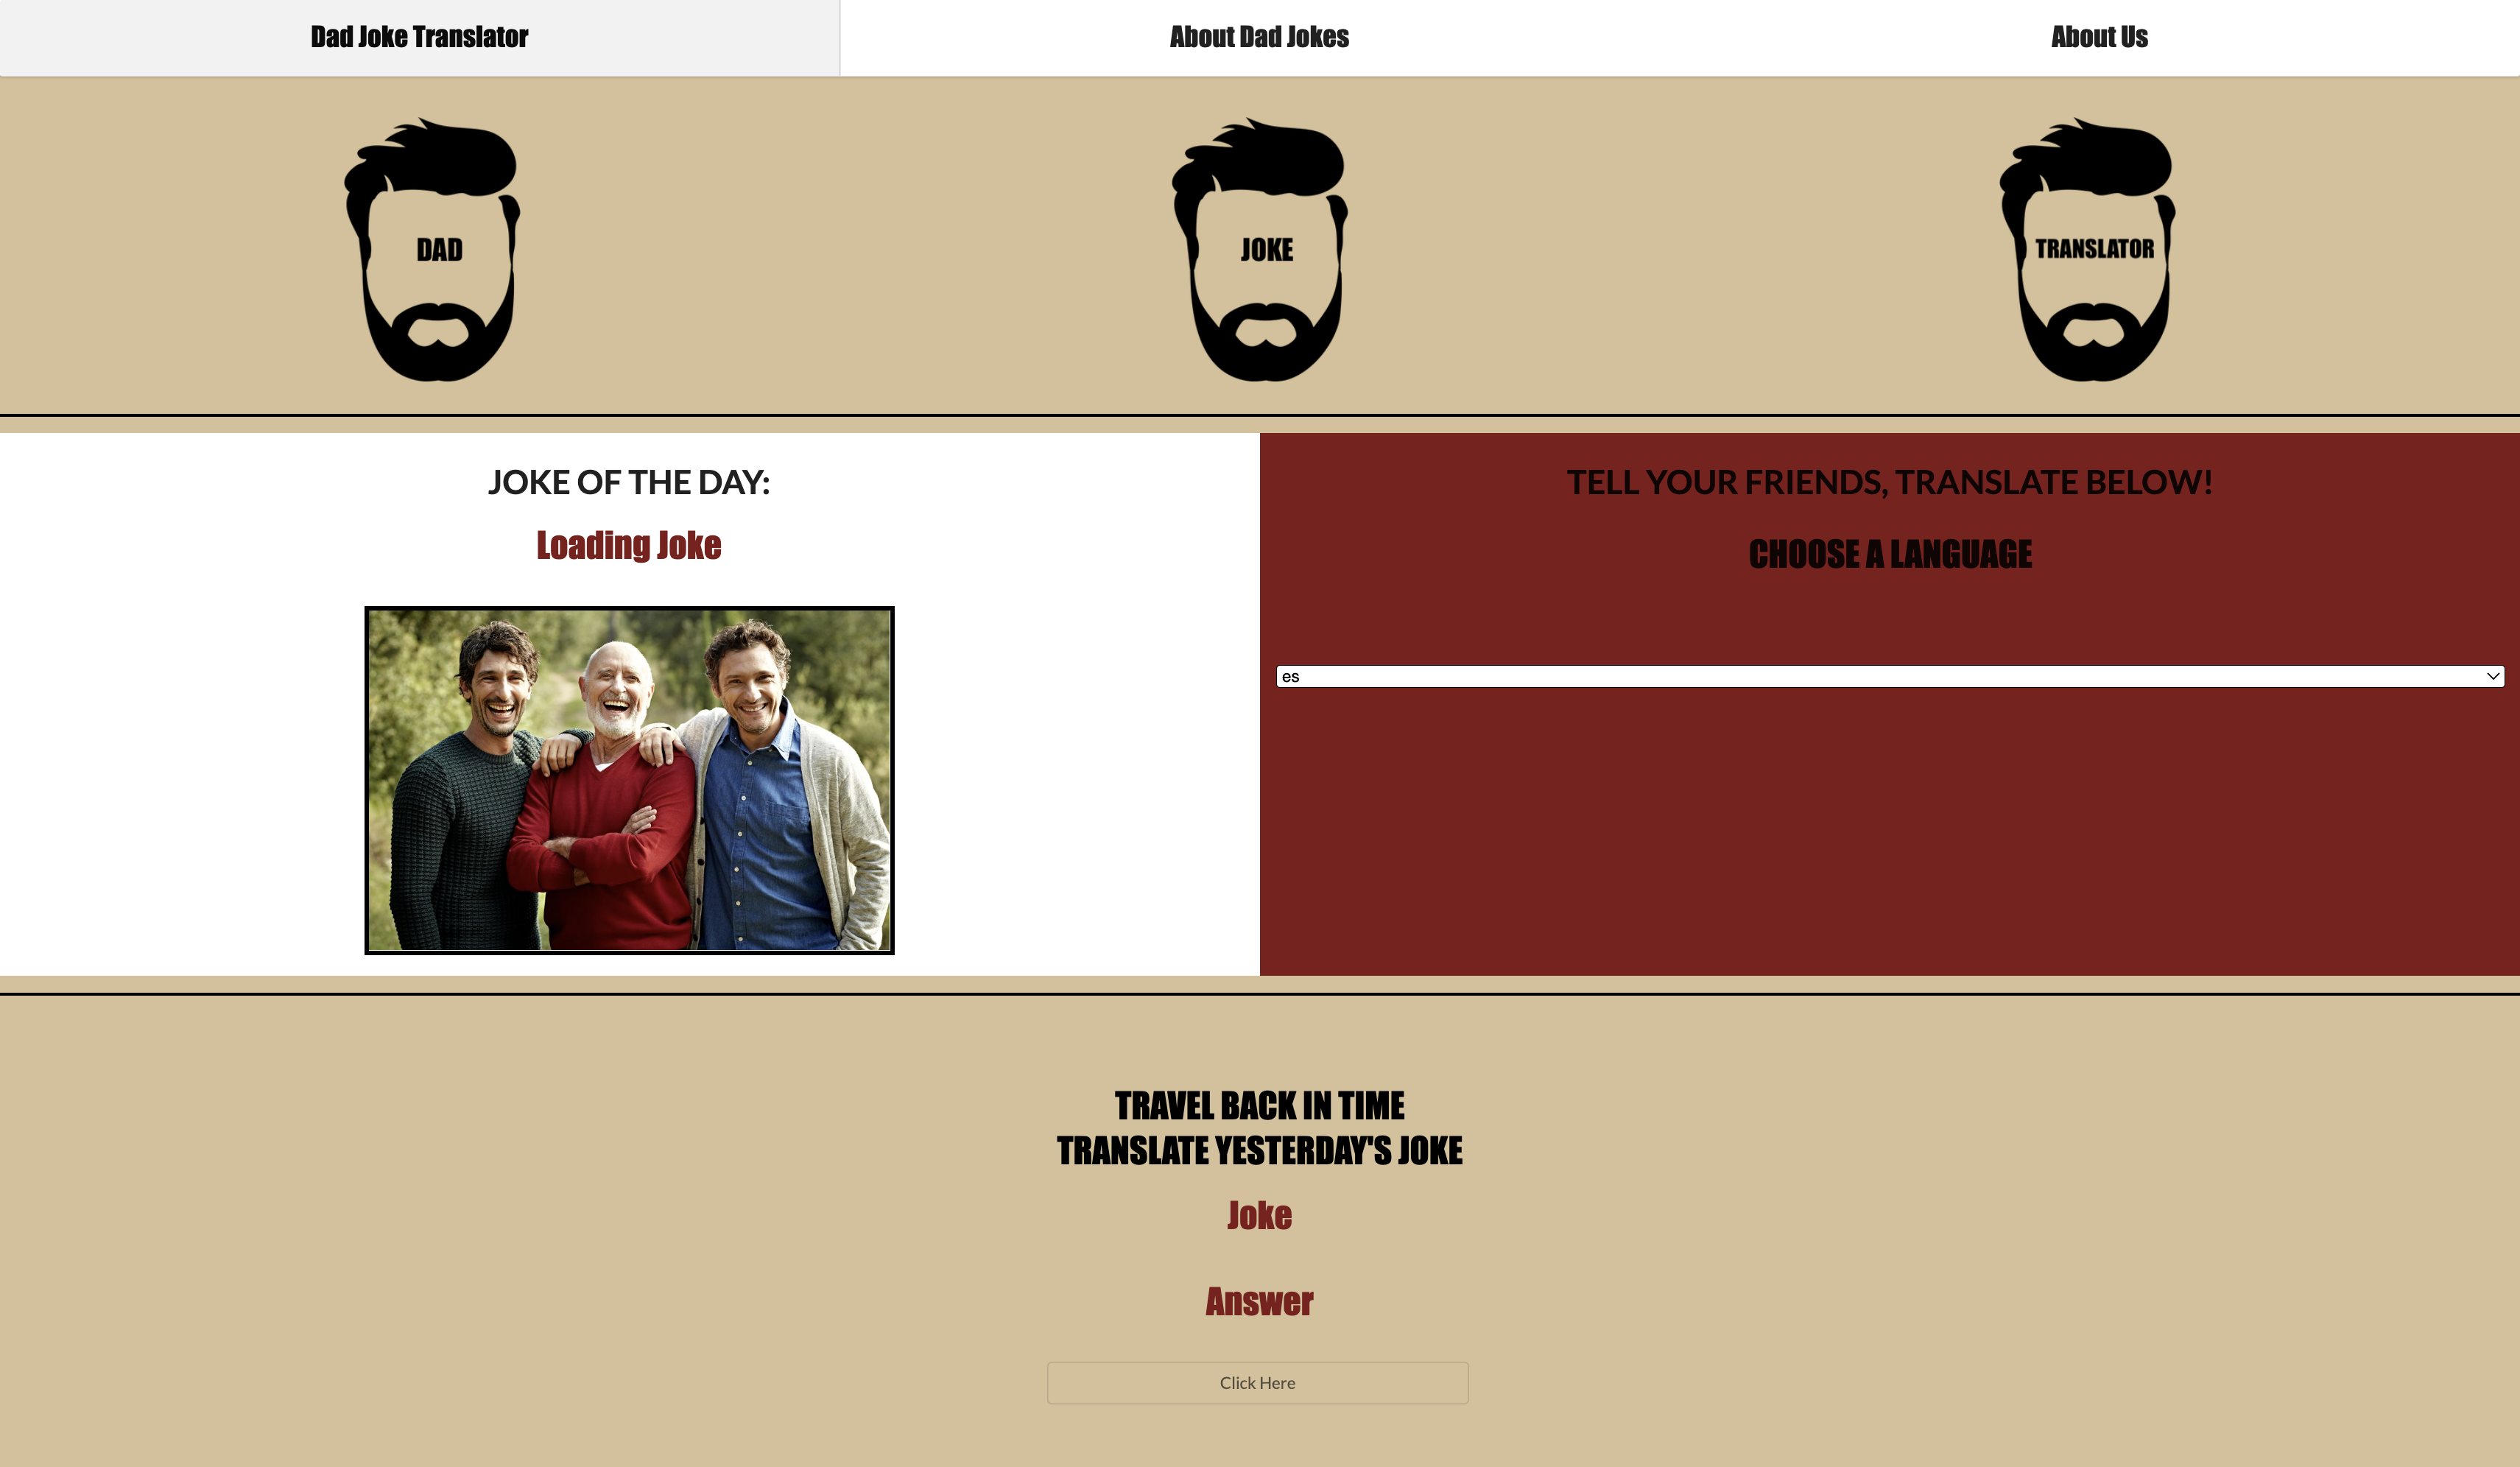 Dad Joke Translator
About Dad Jokes
About Us
DAD
JOKE
TRANSLATOR
JOKE OF THE DAY:
Loading Joke
TELL YOUR FRIENDS, TRANSLATE BELOW!
CHOOSE A LANGUAGE
es
TRAVEL BACK IN TIME
TRANSLATE YESTERDAY'S JOKE
Joke
Answer
Click Here